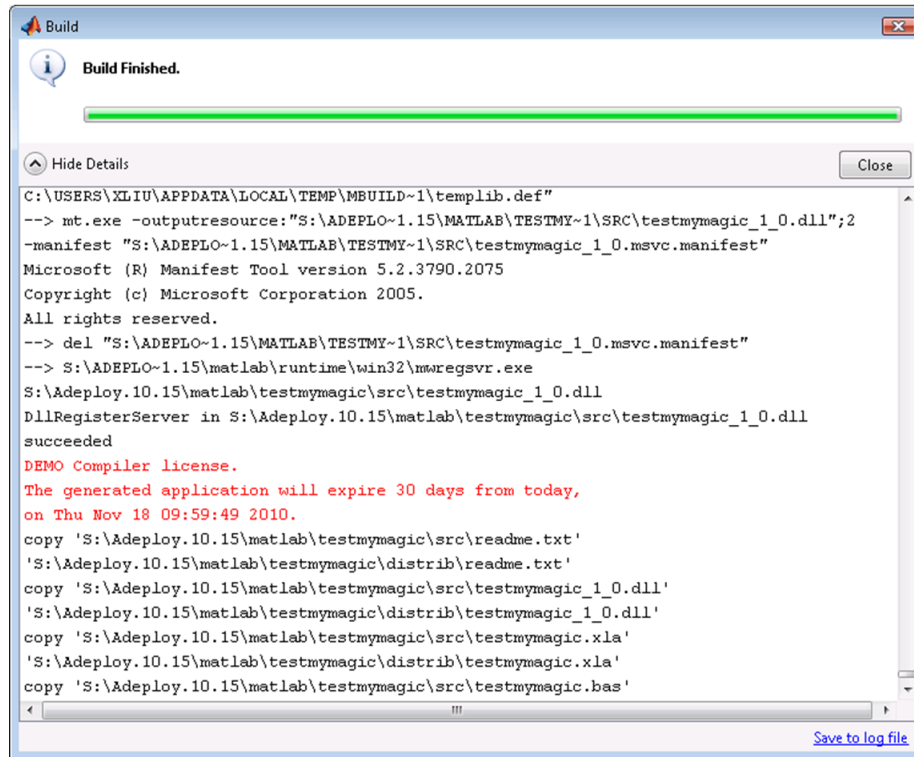 Build
Build Finished.
Hide Details
Close
C:\USERS\XLIU\APPDATA\LOCAL\TEMP\MBUILD~1\templib.def"
--> mt.exe -outputresource:"S:\ADEPLO~1.15\MATLAB\TESTMY~1\SRC\testmymagic_1_0.dll";2
-manifest "S:\ADEPLO~1.15\MATLAB\TESTMY~1\SRC\testmymagic_1_0.msvc.manifest"
Microsoft (R) Manifest Tool version 5.2.3790.2075
Copyright (c) Microsoft Corporation 2005.
All rights reserved.
--> del "S:\ADEPLO~1.15\MATLAB\TESTMY~1\SRC\testmymagic_1_0.msvc.manifest"
--> S:\ADEPLO~1.15\matlab\runtime\win32\mwregsvr.exe
S:\Adeploy.10.15\matlab\testmymagic\src\testmymagic_1_0.dll
DllRegisterServer in S:\Adeploy.10.15\matlab\testmymagic\src\testmymagic_1_0.dll
succeeded
DEMO Compiler license.
The generated application will expire 30 days from today,
on Thu Nov 18 09:59:49 2010.
copy 'S:\Adeploy.10.15\matlab\testmymagic\src\readme.txt'
'S:\Adeploy.10.15\matlab\testmymagic\distrib\readme.txt'
copy 'S:\Adeploy.10.15\matlab\testmymagic\src\testmymagic_1_0.dll'
'S:\Adeploy.10.15\matlab\testmymagic\distrib\testmymagic_1_0.dll'
copy 'S:\Adeploy.10.15\matlab\testmymagic\src\testmymagic.xla'
'S:\Adeploy.10.15\matlab\testmymagic\distrib\testmymagic.xla'
copy 'S:\Adeploy.10.15\matlab\testmymagic\src\testmymagic.bas'
Save to log file